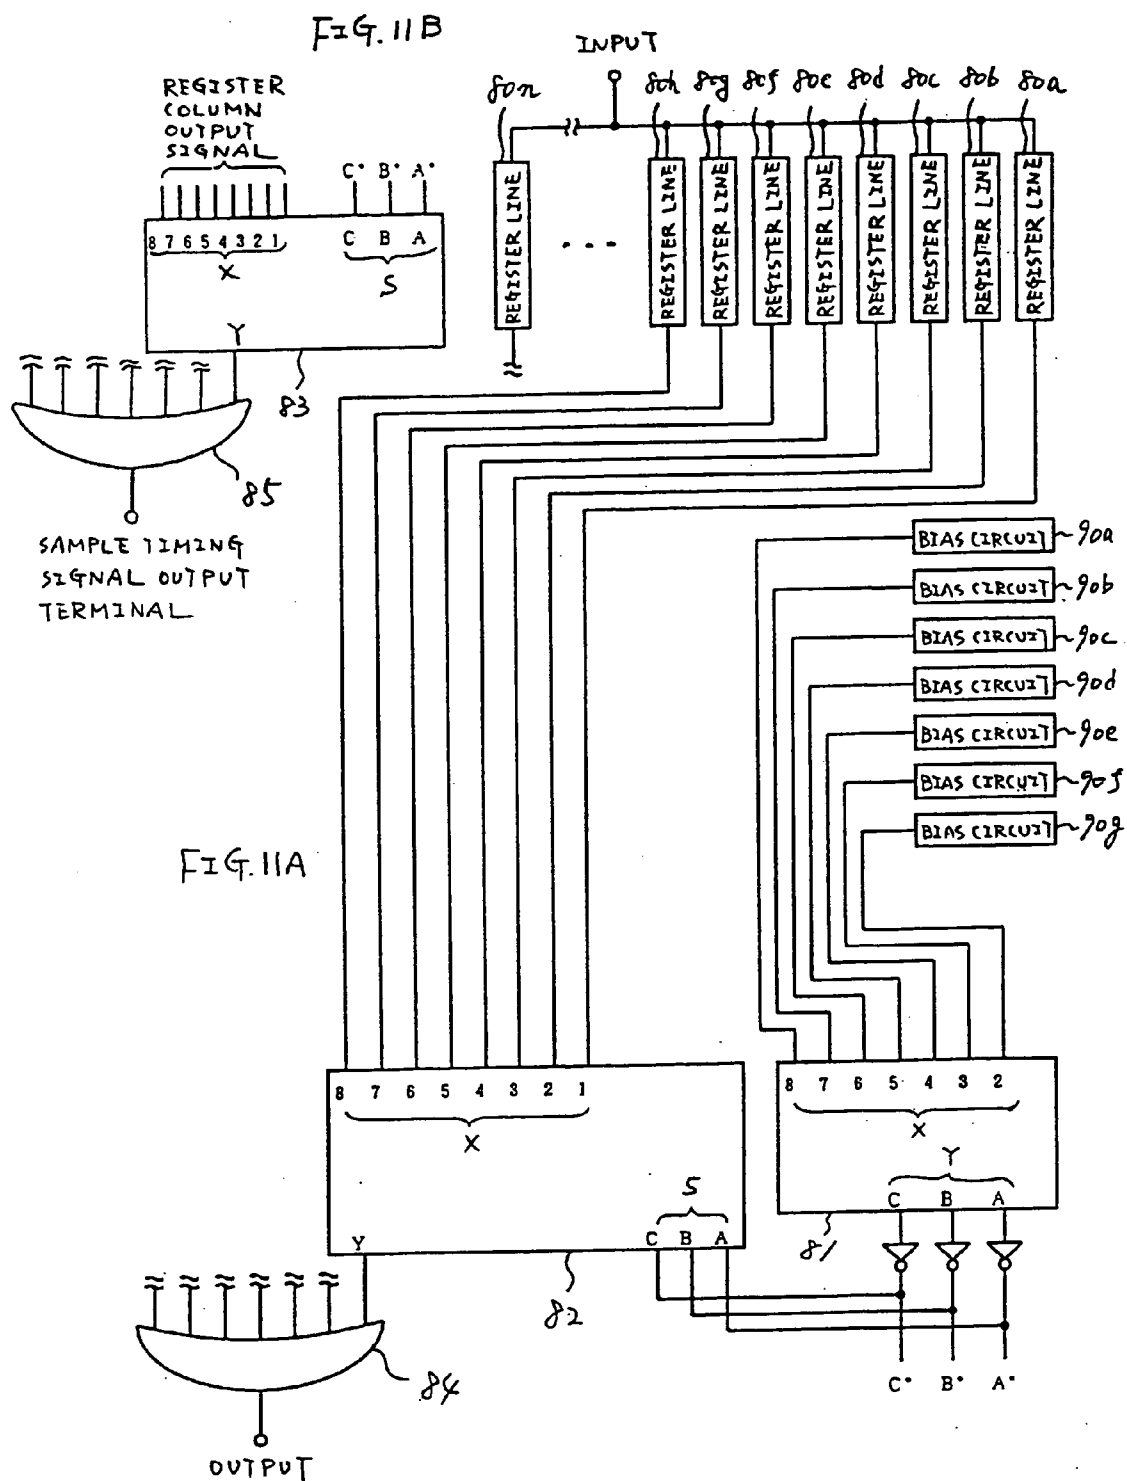 FIG. 11B
INPUT
REGISTER
COLUMN
OUTPUT
SIGNAL
80n 80h 80g 80f 80e 80d 80c 80b 80a
C* B* A*
8 7 6 5 4 3 2 1 C B A
X S
Y
83
REGISTER LINE
REGISTER LINE
REGISTER LINE
REGISTER LINE
REGISTER LINE
REGISTER LINE
REGISTER LINE
REGISTER LINE
REGISTER LINE
85
SAMPLE TIMING
SIGNAL OUTPUT
TERMINAL
BIAS CIRCUIT 90a
BIAS CIRCUIT 90b
BIAS CIRCUIT 90c
BIAS CIRCUIT 90d
BIAS CIRCUIT 90e
BIAS CIRCUIT 90f
BIAS CIRCUIT 90g
FIG. 11A
8 7 6 5 4 3 2 1
X
S
Y C B A
82
8 7 6 5 4 3 2
X
Y
C B A
81
84
C* B* A*
OUTPUT